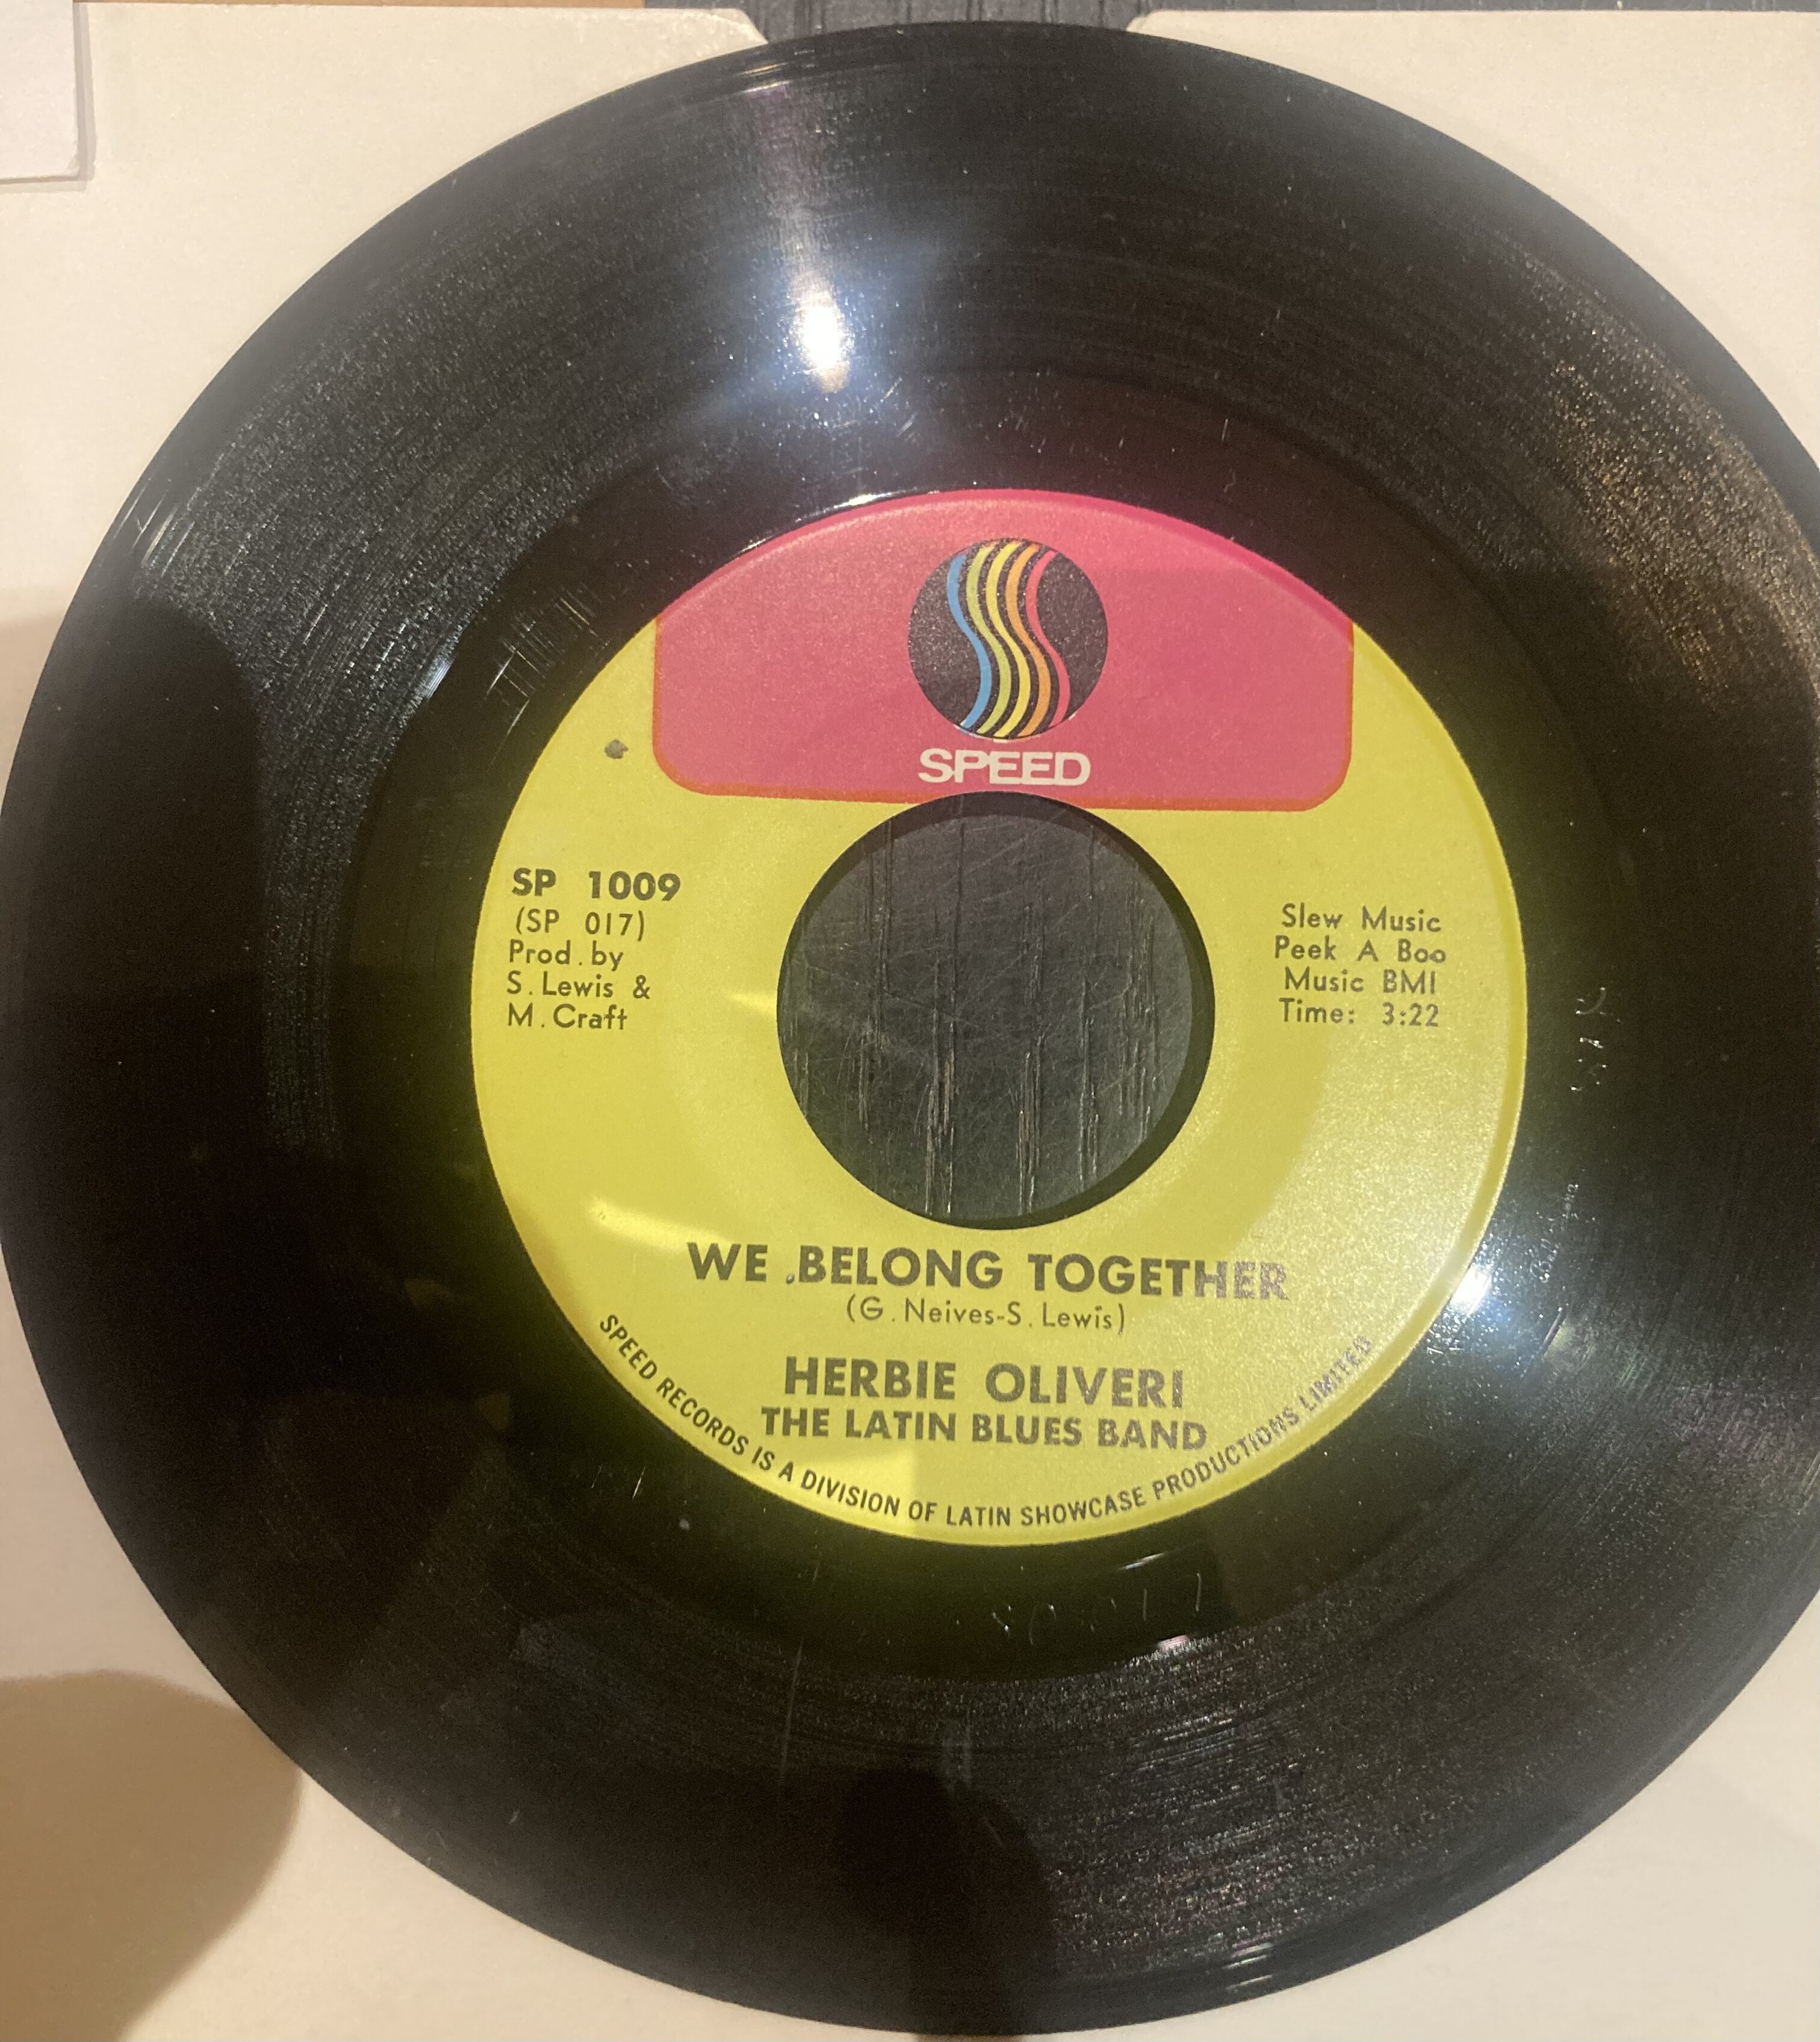 SPEED
SP 1009
(SP 017)
Prod. by
S. Lewis &
M. Craft
Slew Music
Peek A Boo
Music BMI
Time: 3:22
WE BELONG TOGETHER
(G. Neives-S. Lewis)
HERBIE OLIVERI
THE LATIN BLUES BAND
SPEED RECORDS IS A DIVISION OF LATIN SHOWCASE PRODUCTIONS LIMITED